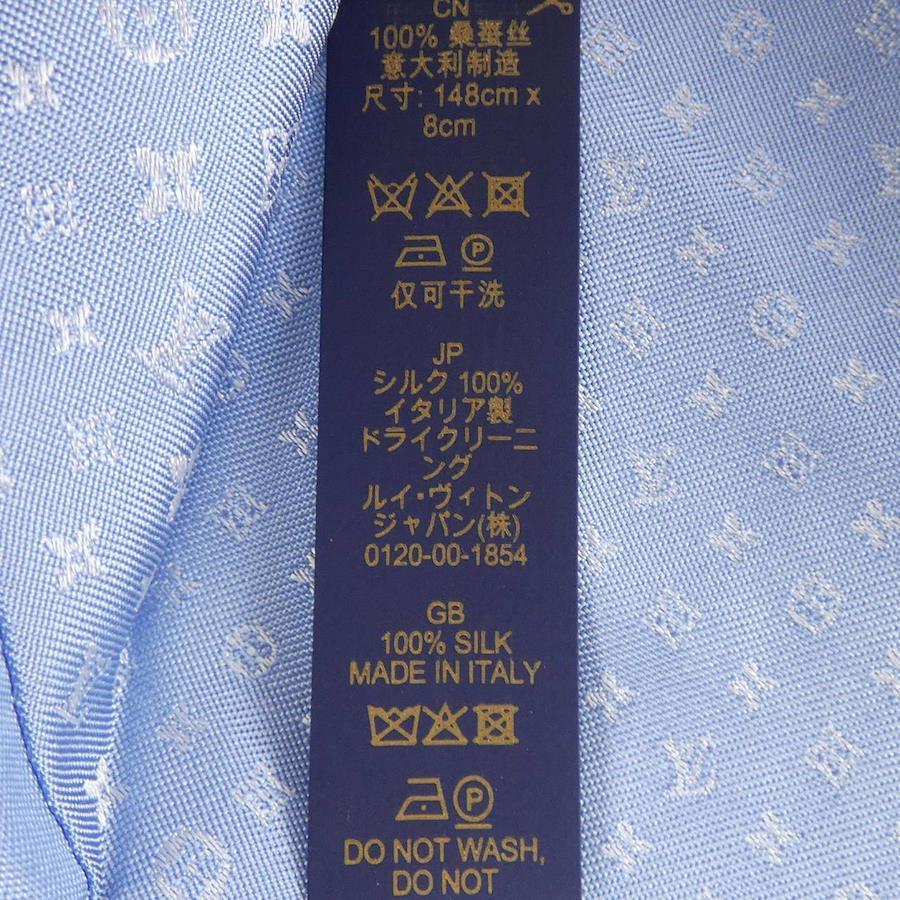 CN
100% 桑蚕丝
意大利制造
尺寸: 148cm x
8cm
P
仅可干洗
JP
シルク 100%
イタリア製
ドライクリーニ
ング
ルイ・ヴィトン
ジャパン(株)
0120-00-1854
GB
100% SILK
MADE IN ITALY
P
DO NOT WASH,
DO NOT